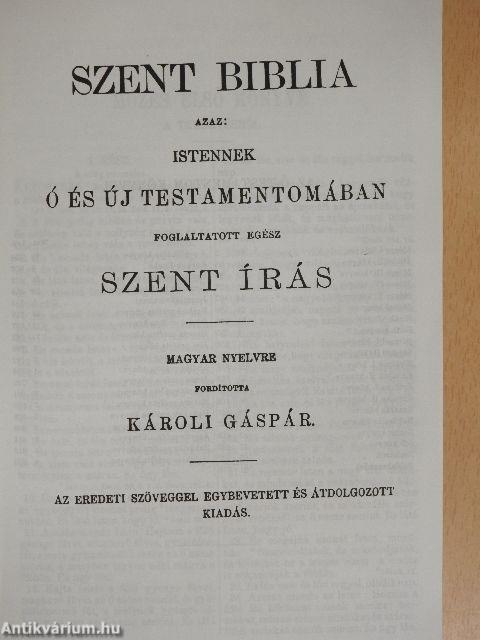 SZENT BIBLIA
AZAZ:
ISTENNEK
Ó ÉS ÚJ TESTAMENTOMÁBAN
FOGLALTATOTT EGÉSZ
SZENT ÍRÁS
MAGYAR NYELVRE
FORDÍTOTTA
KÁROLI GÁSPÁR.
AZ EREDETI SZÖVEGGEL EGYBEVETETT ÉS ÁTDOLGOZOTT
KIADÁS.
Antikvárium.hu